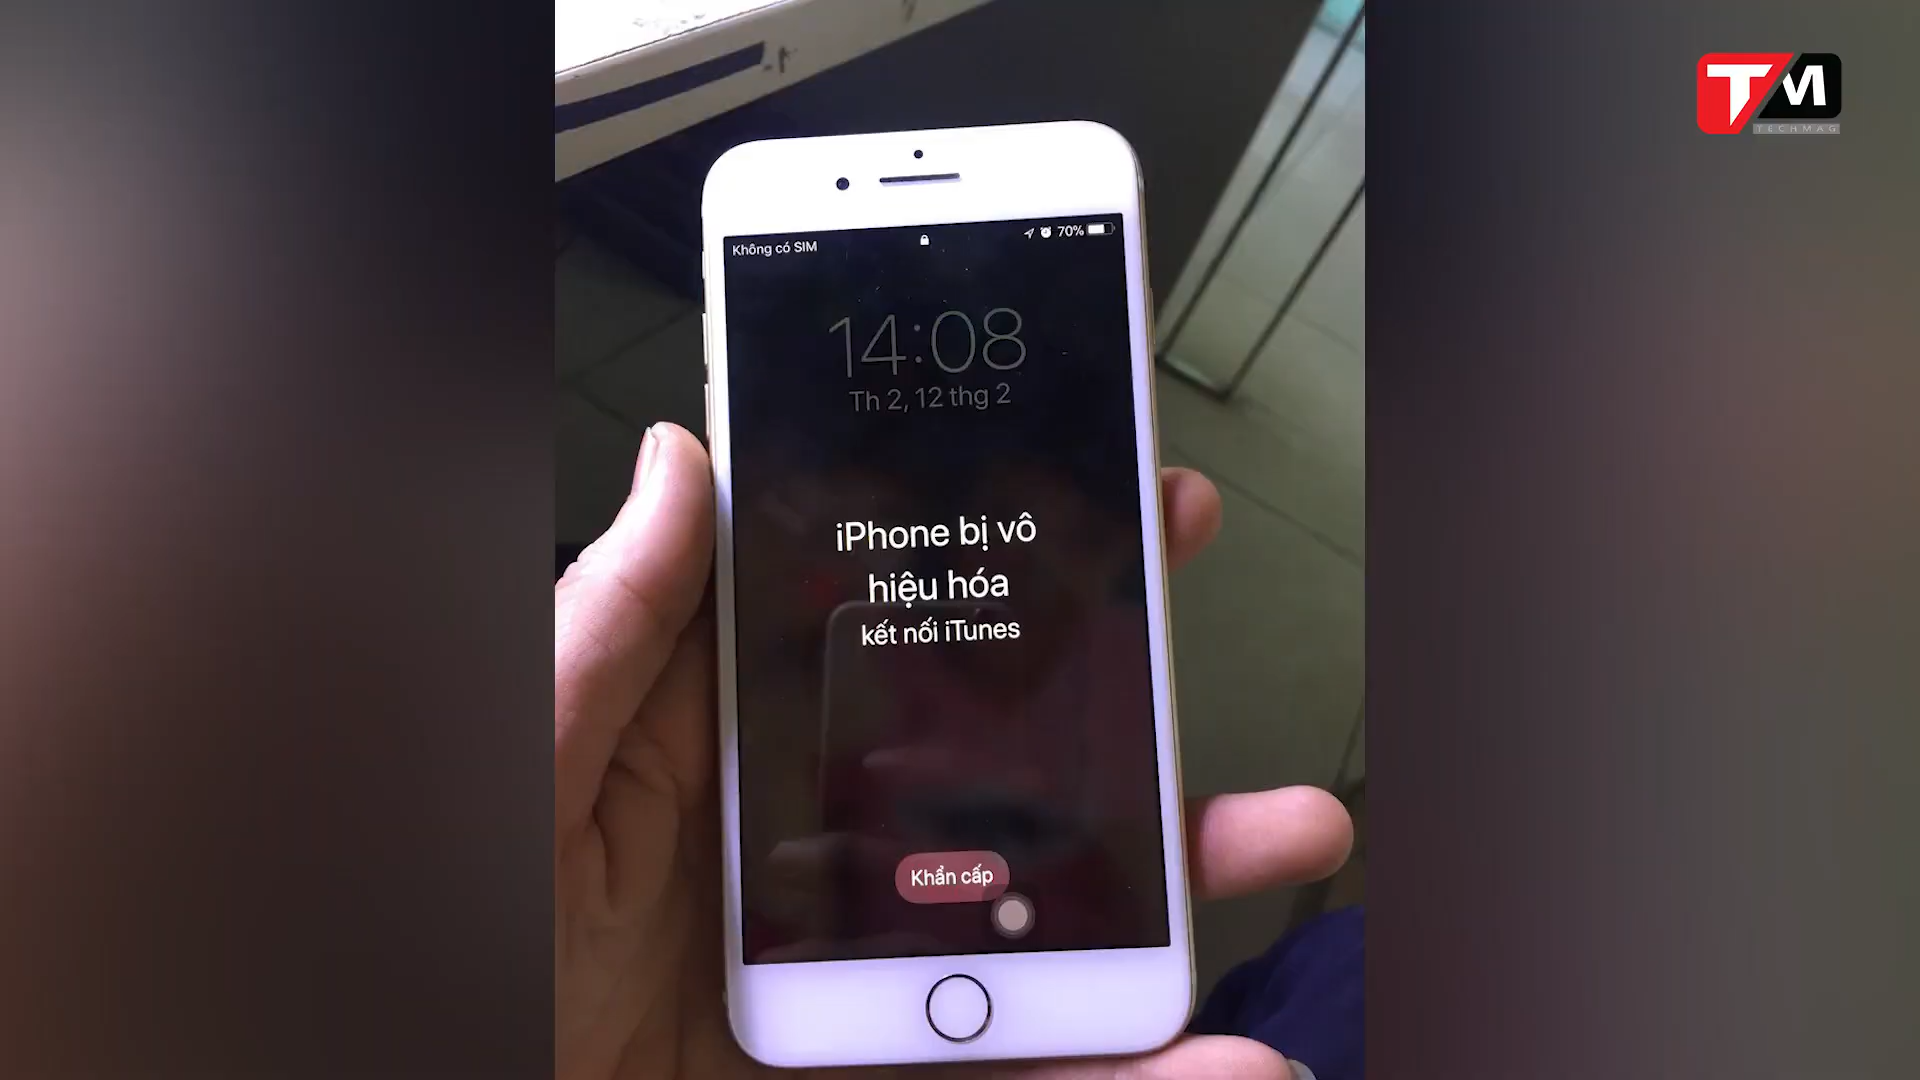 TM
TECHMAG
Không có SIM
70%
14:08
Th 2, 12 thg 2
iPhone bị vô
hiệu hóa
kết nối iTunes
Khẩn cấp